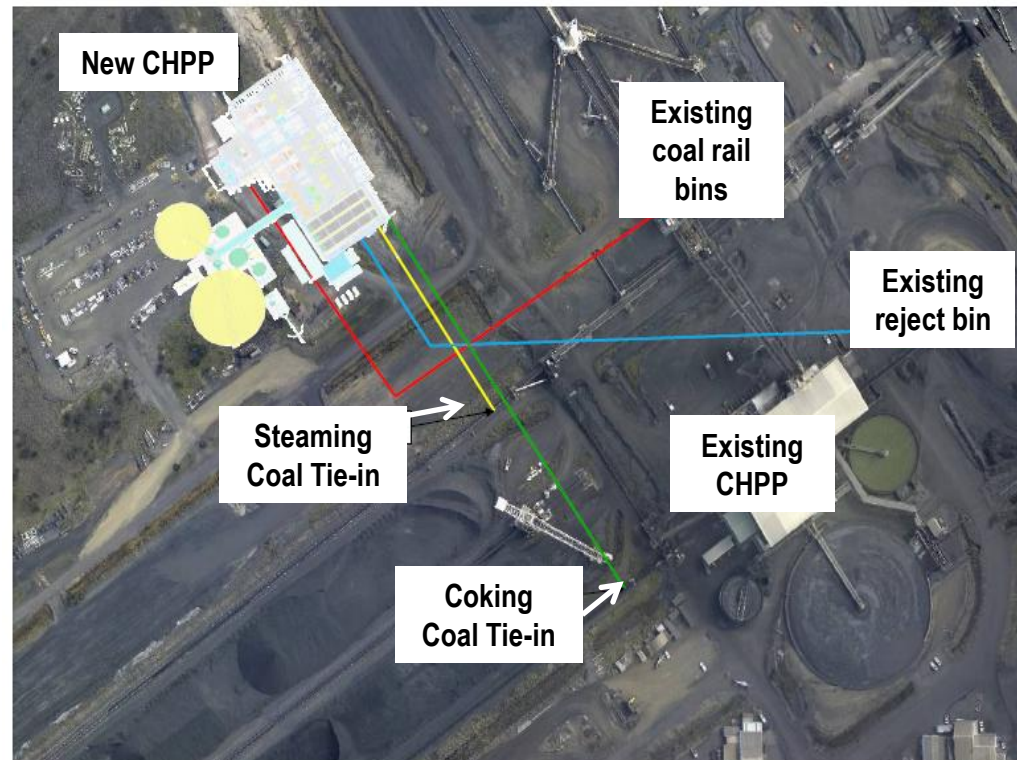 New CHPP
Existing
coal rail
bins
Existing
reject bin
Steaming
Coal Tie-in
Existing
CHPP
Coking
Coal Tie-in